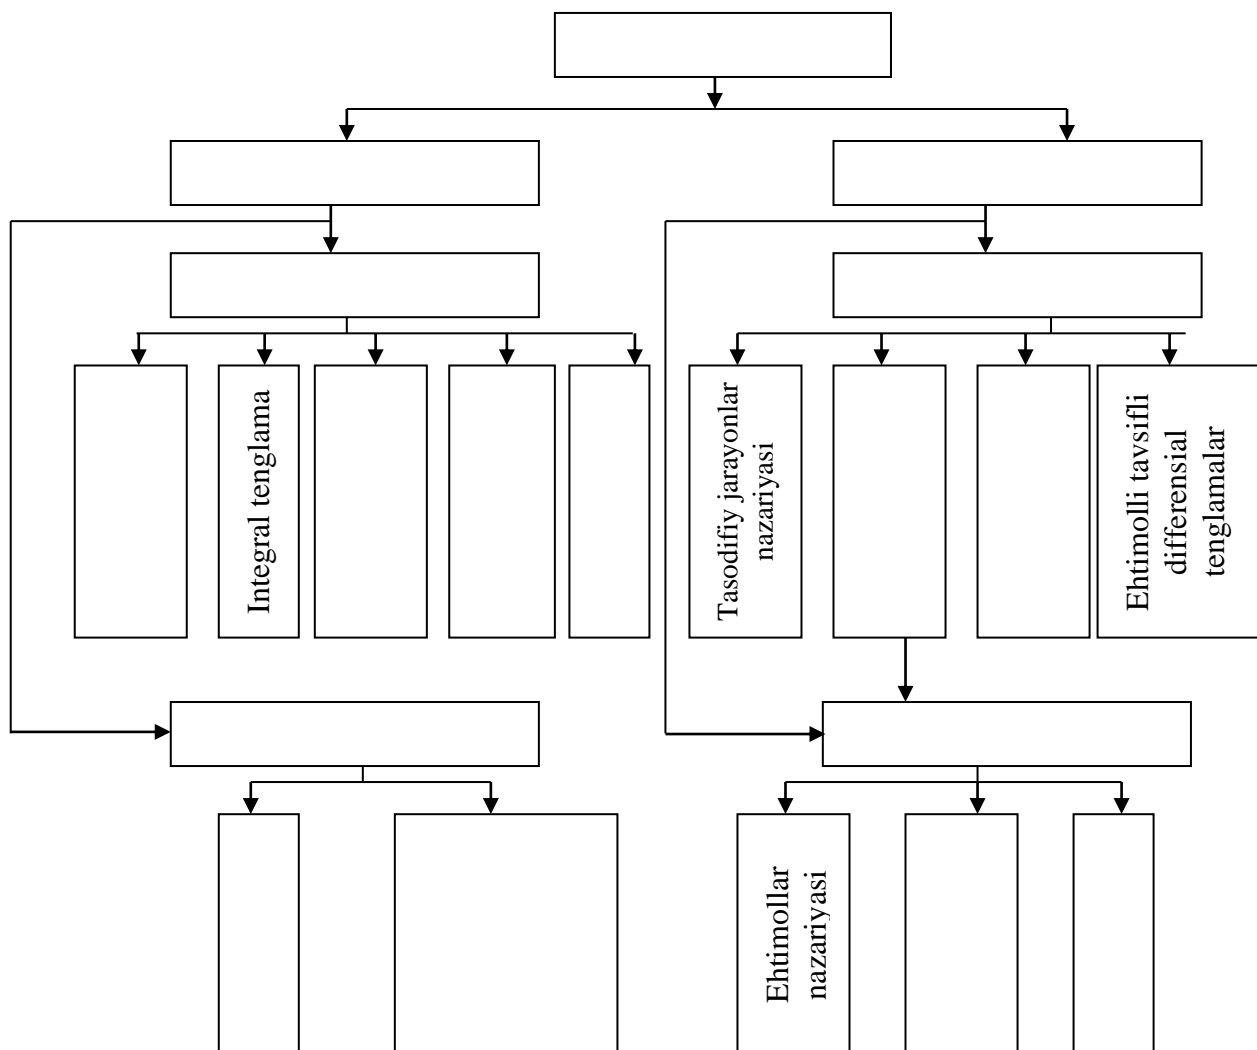 Integral tenglama
Tasodifiy jarayonlar
nazariyasi
Ehtimolli tavsifli
differensial
tenglamalar
Ehtimollar
nazariyasi